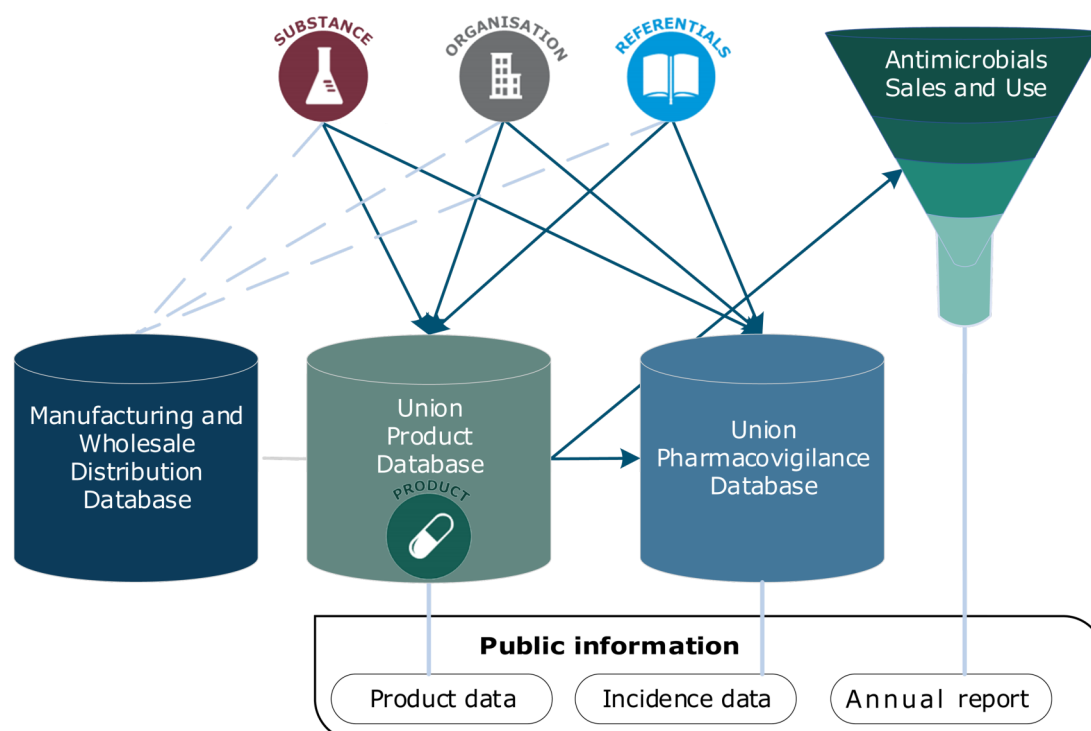 SUBSTANCE
ORGANISATION
REFERENTIALS
Antimicrobials
Sales and Use
Manufacturing and
Wholesale
Distribution
Database
Union
Product
Database
PRODUCT
Union
Pharmacovigilance
Database
Public information
Product data
Incidence data
Annual report